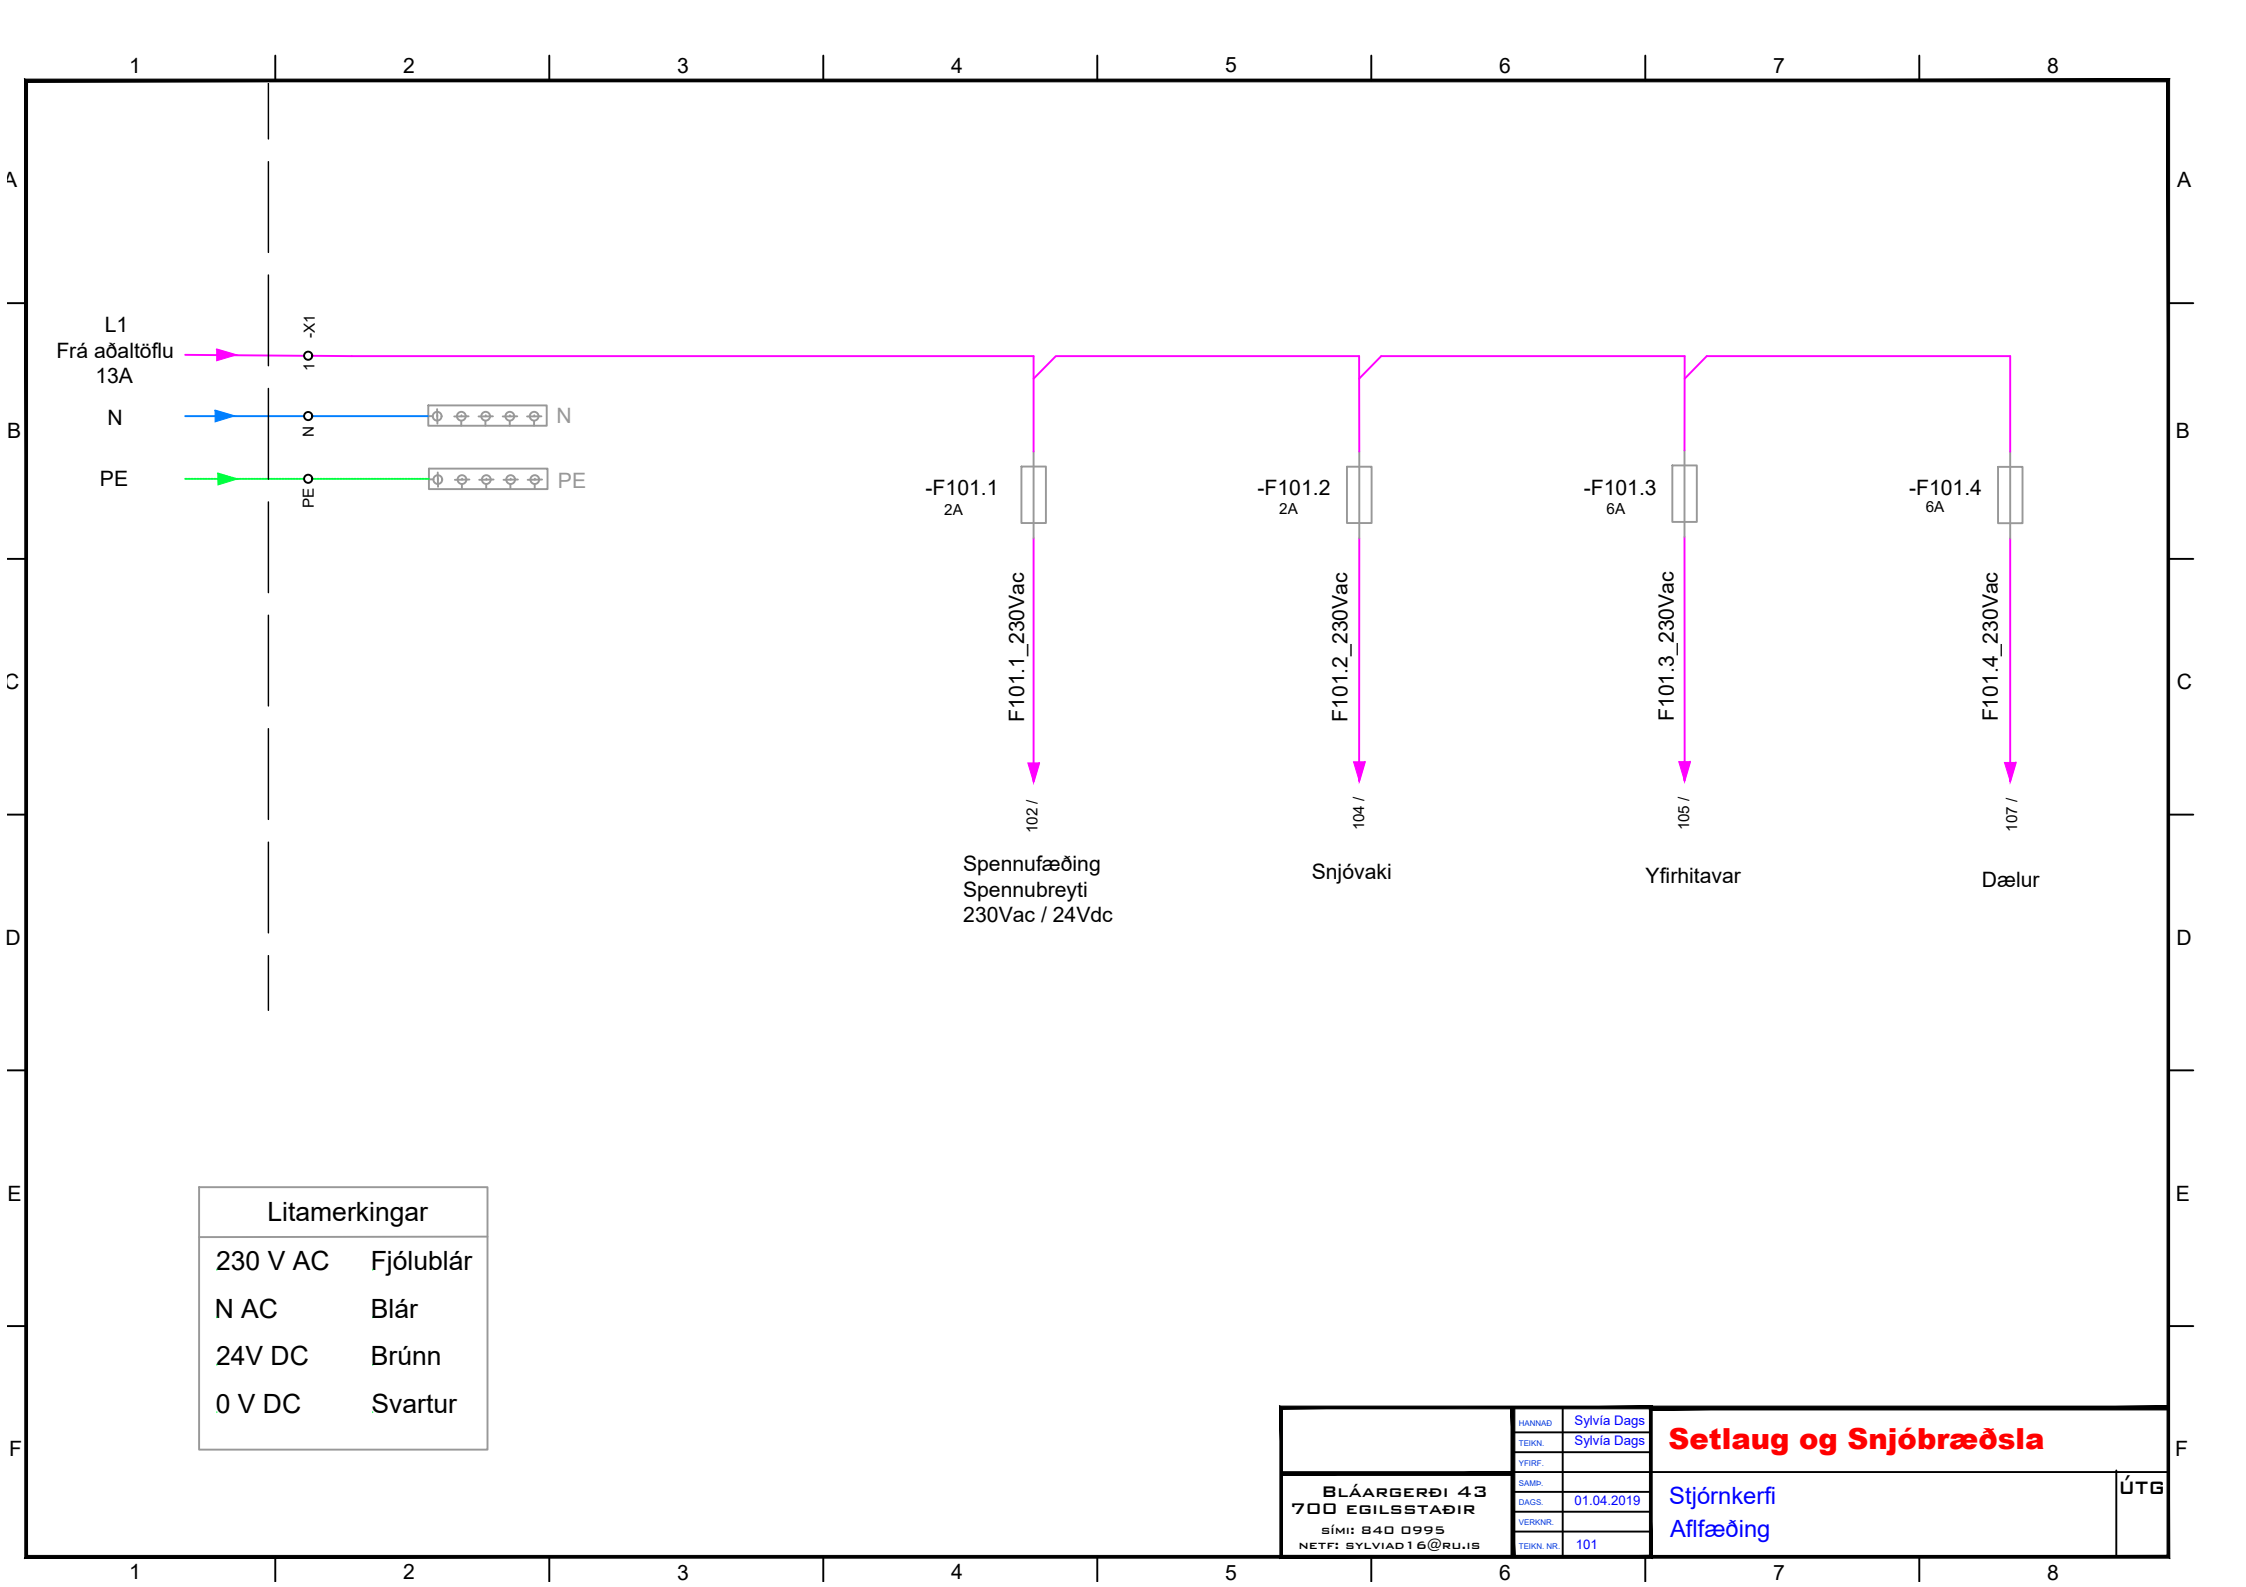 1 2 3 4 5 6 7 8
A A
L1
Frá aðaltöflu
13A
-X1
1
N
N
N
PE
PE
PE
B B
-F101.1
2A
-F101.2
2A
-F101.3
6A
-F101.4
6A
F101.1_230Vac
F101.2_230Vac
F101.3_230Vac
F101.4_230Vac
C C
102 /
104 /
105 /
107 /
Spennufæðing
Spennubreyti
230Vac / 24Vdc
Snjóvaki
Yfirhitavar
Dælur
D D
E E
Litamerkingar
230 V AC Fjólublár
N AC Blár
24V DC Brúnn
0 V DC Svartur
F F
BLÁARGERÐI 43
700 EGILSSTAÐIR
SÍMI: 840 0995
NETF: SYLVIAD16@RU.IS
HANNAÐ Sylvía Dags
TEIKN. Sylvía Dags
YFIRF.
SAMÞ.
DAGS. 01.04.2019
VERKNR.
TEIKN. NR. 101
Setlaug og Snjóbræðsla
Stjórnkerfi
Aflfæðing
ÚTG
1 2 3 4 5 6 7 8